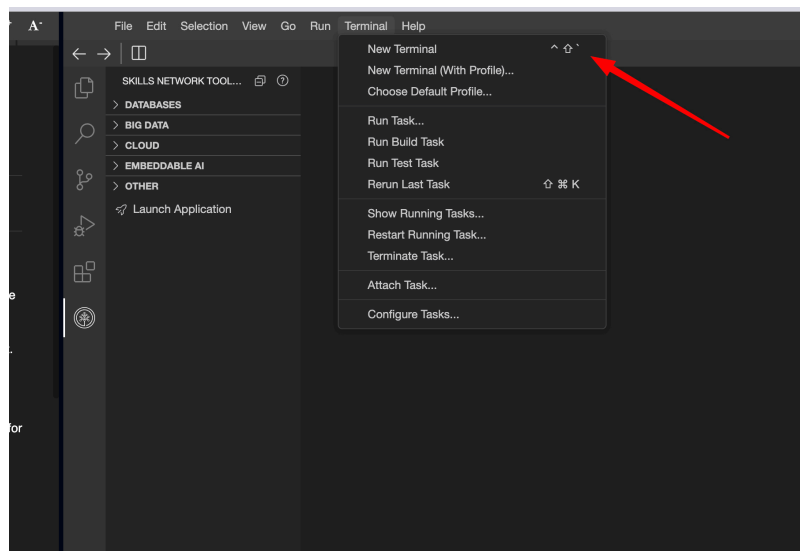 A-
File Edit Selection View Go Run Terminal Help
New Terminal ^ ⇧ `
New Terminal (With Profile)...
Choose Default Profile...
Run Task...
Run Build Task
Run Test Task
Rerun Last Task ⇧ ⌘ K
Show Running Tasks...
Restart Running Task...
Terminate Task...
Attach Task...
Configure Tasks...
SKILLS NETWORK TOOL...
DATABASES
BIG DATA
CLOUD
EMBEDDABLE AI
OTHER
Launch Application
e
.
for